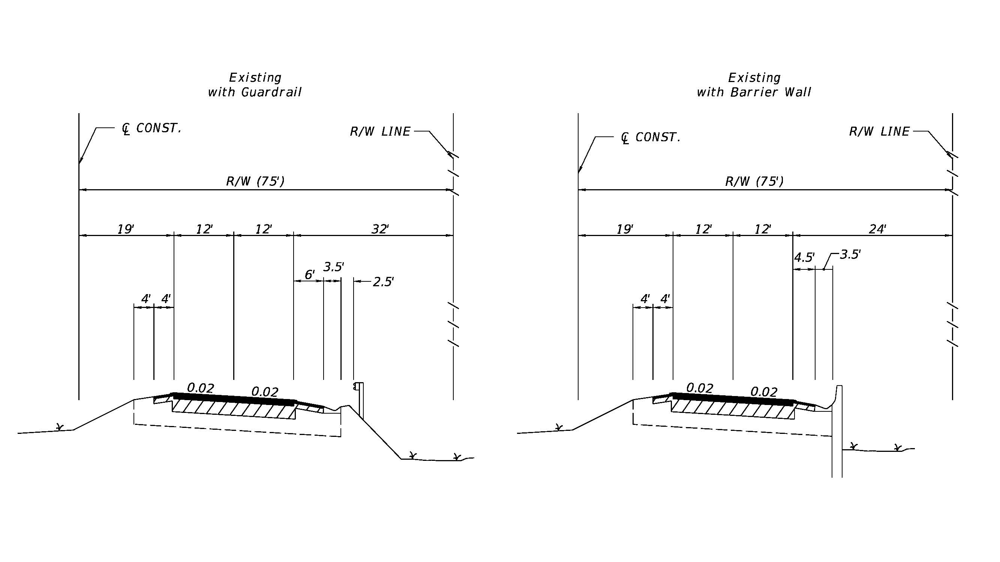 Existing
with Guardrail
℄ CONST.
R/W LINE
R/W (75')
19' 12' 12' 32'
3.5'
6'
2.5'
4' 4'
0.02
0.02
Existing
with Barrier Wall
℄ CONST.
R/W LINE
R/W (75')
19' 12' 12' 24'
4.5' 3.5'
4' 4'
0.02
0.02